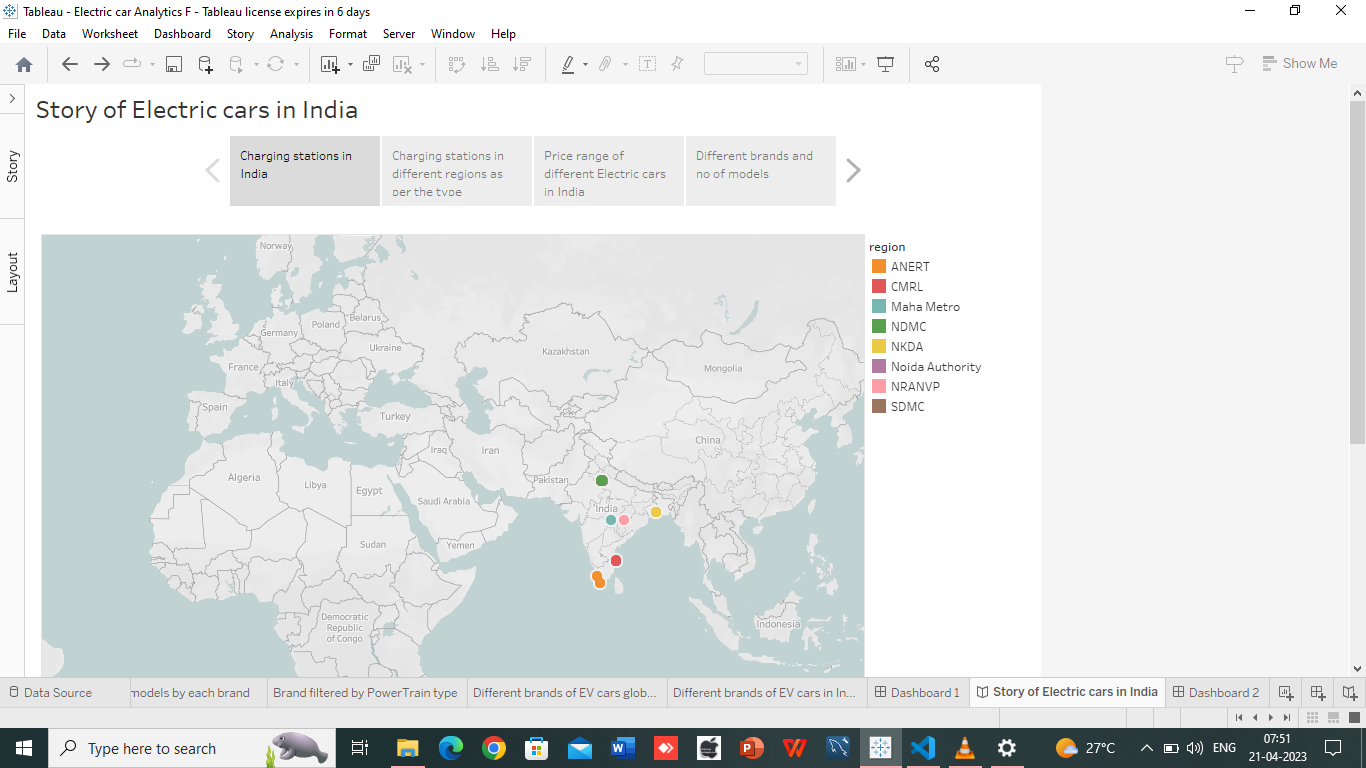 Tableau - Electric car Analytics F - Tableau license expires in 6 days
File Data Worksheet Dashboard Story Analysis Format Server Window Help
Show Me
Story
Layout
Story of Electric cars in India
Charging stations in
India
Charging stations in
different regions as
per the type
Price range of
different Electric cars
in India
Different brands and
no of models
Norway
Belarus
Poland
Germany
Ukraine
France
Italy
Spain
Turkey
Kazakhstan
Mongolia
China
Iraq
Iran
Pakistan
Algeria
Libya
Egypt
Saudi Arabia
India
Sudan
Yemen
Democratic
Republic
of Congo
Indonesia
region
ANERT
CMRL
Maha Metro
NDMC
NKDA
Noida Authority
NRANVP
SDMC
Data Source
models by each brand
Brand filtered by PowerTrain type
Different brands of EV cars glob...
Different brands of EV cars in In...
Dashboard 1
Story of Electric cars in India
Dashboard 2
Type here to search
27°C
ENG
07:51
21-04-2023